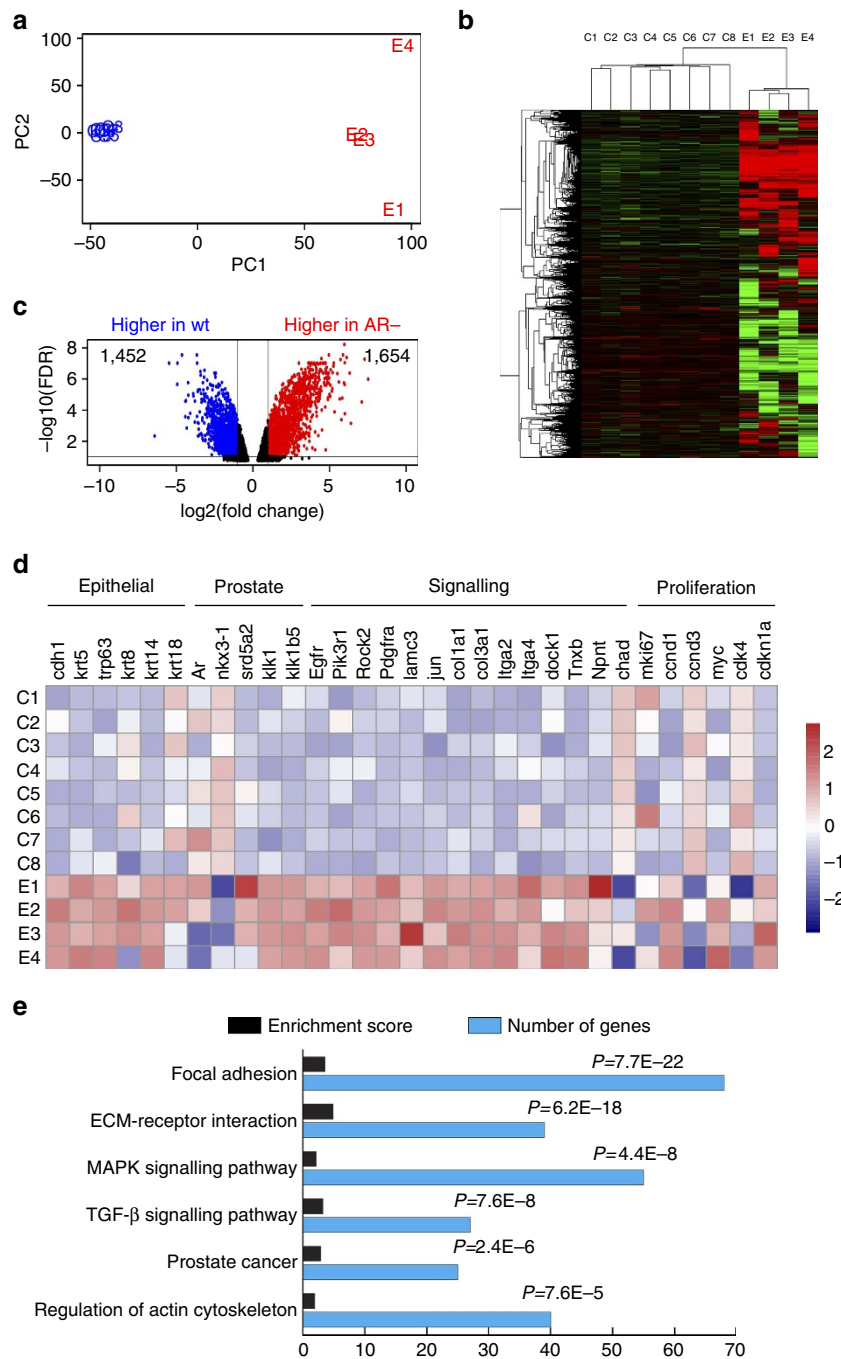 a
100
50
0
−50
PC2
E4
E2
E3
E1
−50 0 50 100
PC1
b
C1 C2 C3 C4 C5 C6 C7 C8 E1 E2 E3 E4
c
Higher in wt Higher in AR−
1,452 1,654
8
6
4
2
−log10(FDR)
−10 −5 0 5 10
log2(fold change)
d
Epithelial Prostate Signalling Proliferation
cdh1 krt5 trp63 krt8 krt14 krt18 Ar nkx3-1 srd5a2 klk1 klk1b5 Egfr Pik3r1 Rock2 Pdgfra lamc3 jun col1a1 col3a1 Itga2 Itga4 dock1 Tnxb Npnt chad mki67 ccnd1 ccnd3 myc cdk4 cdkn1a
C1
C2
C3
C4
C5
C6
C7
C8
E1
E2
E3
E4
2
1
0
−1
−2
e
Enrichment score Number of genes
Focal adhesion P=7.7E−22
ECM-receptor interaction P=6.2E−18
MAPK signalling pathway P=4.4E−8
TGF-β signalling pathway P=7.6E−8
Prostate cancer P=2.4E−6
Regulation of actin cytoskeleton P=7.6E−5
0 10 20 30 40 50 60 70